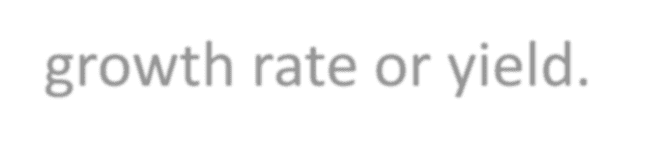 growth rate or yield.